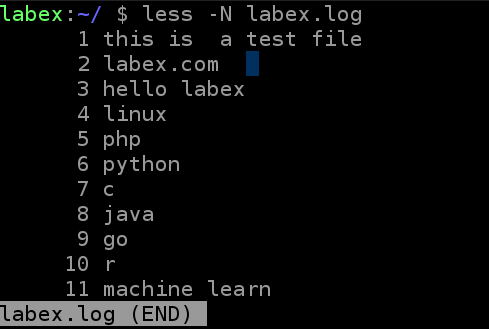 labex:~/ $ less -N labex.log
1 this is  a test file
2 labex.com
3 hello labex
4 linux
5 php
6 python
7 c
8 java
9 go
10 r
11 machine learn
labex.log (END)